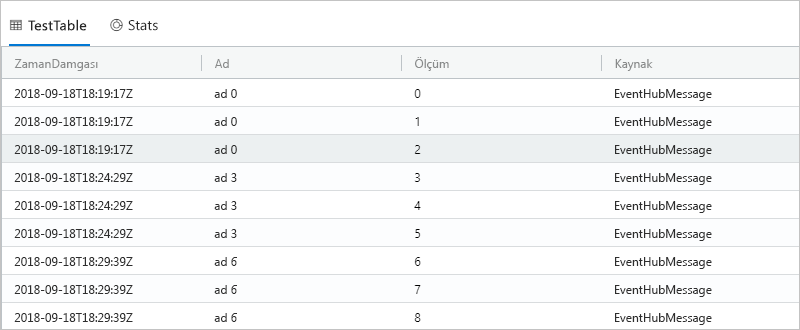 TestTable Stats
ZamanDamgası Ad Ölçüm Kaynak
2018-09-18T18:19:17Z ad 0 0 EventHubMessage
2018-09-18T18:19:17Z ad 0 1 EventHubMessage
2018-09-18T18:19:17Z ad 0 2 EventHubMessage
2018-09-18T18:24:29Z ad 3 3 EventHubMessage
2018-09-18T18:24:29Z ad 3 4 EventHubMessage
2018-09-18T18:24:29Z ad 3 5 EventHubMessage
2018-09-18T18:29:39Z ad 6 6 EventHubMessage
2018-09-18T18:29:39Z ad 6 7 EventHubMessage
2018-09-18T18:29:39Z ad 6 8 EventHubMessage